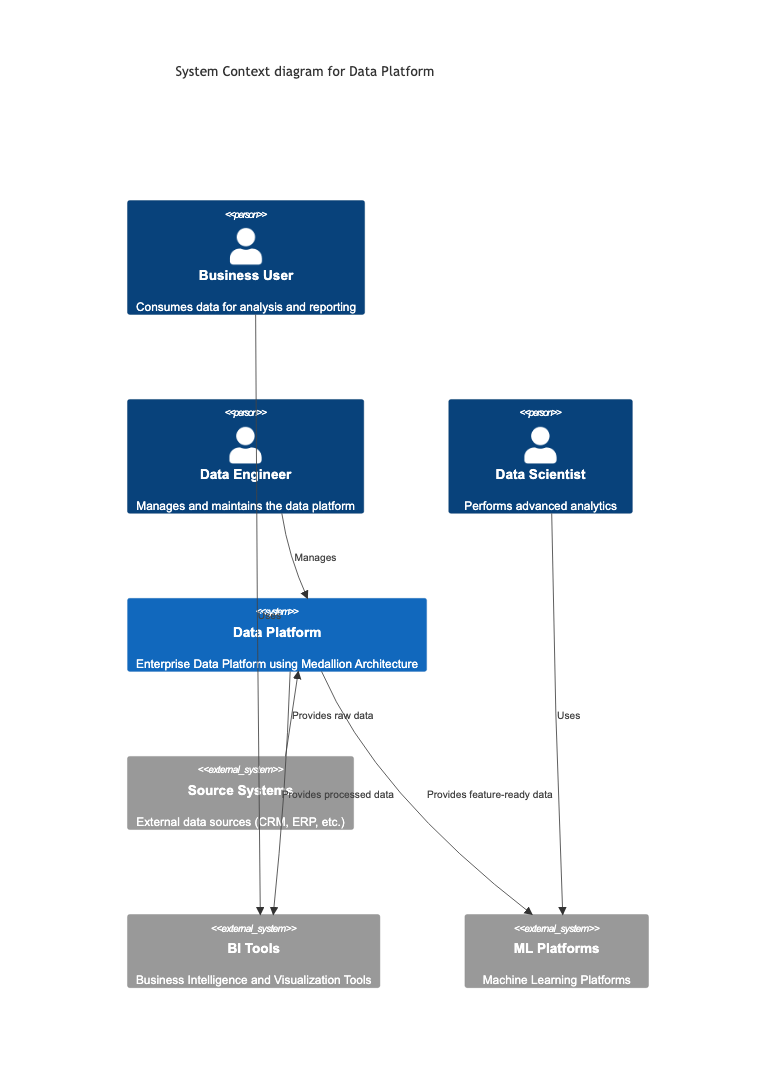 System Context diagram for Data Platform
<<person>>
Business User
Consumes data for analysis and reporting
<<person>>
Data Engineer
Manages and maintains the data platform
<<person>>
Data Scientist
Performs advanced analytics
Manages
<<system>>
Uses
Data Platform
Enterprise Data Platform using Medallion Architecture
Provides raw data
Uses
<<external_system>>
Source Systems
Provides processed data
Provides feature-ready data
External data sources (CRM, ERP, etc.)
<<external_system>>
BI Tools
Business Intelligence and Visualization Tools
<<external_system>>
ML Platforms
Machine Learning Platforms